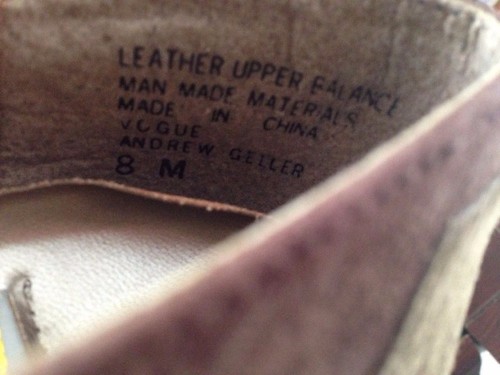 LEATHER UPPER BALANCE
MAN MADE MATERIALS
MADE IN CHINA
VOGUE
ANDREW GELLER
8 M